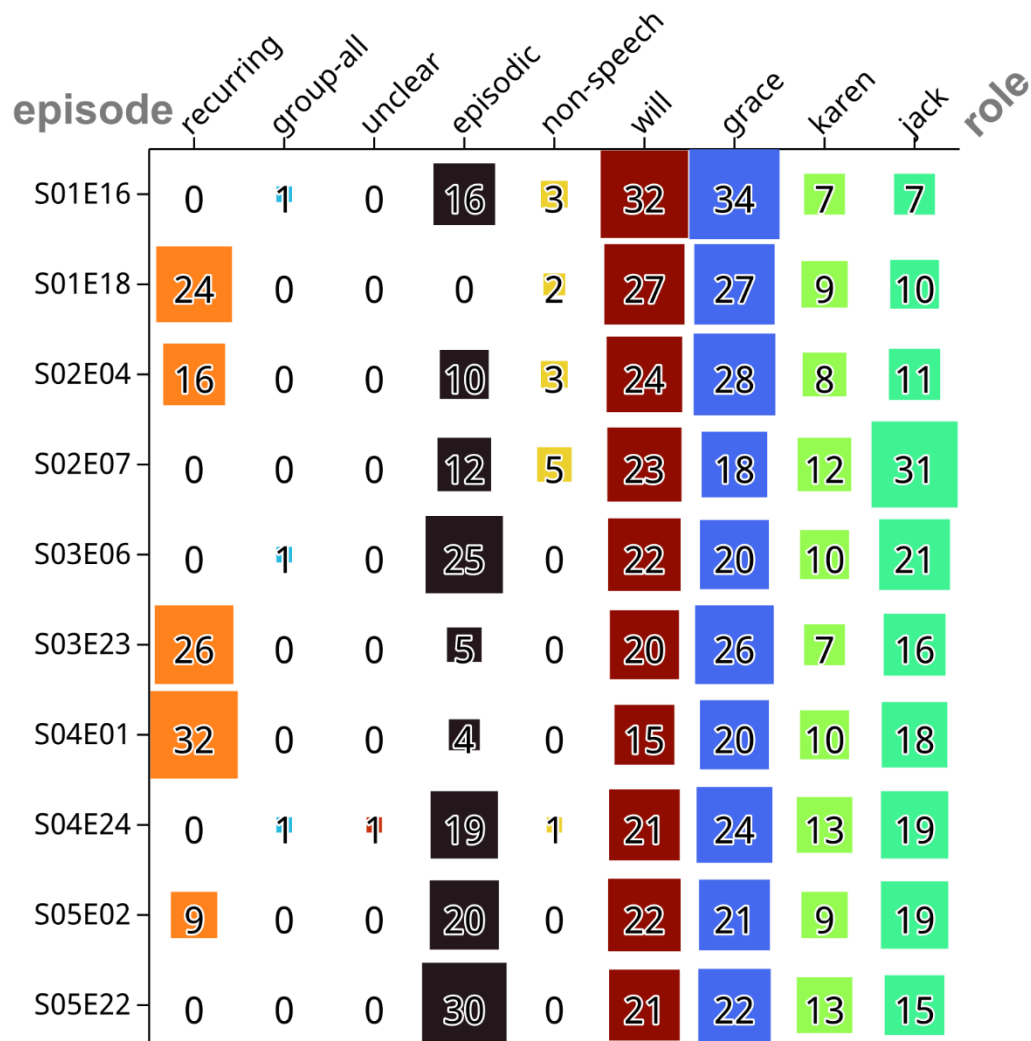 episode recurring group-all unclear episodic non-speech will grace karen jack role
S01E16 0 1 0 16 3 32 34 7 7
S01E18 24 0 0 0 2 27 27 9 10
S02E04 16 0 0 10 3 24 28 8 11
S02E07 0 0 0 12 5 23 18 12 31
S03E06 0 1 0 25 0 22 20 10 21
S03E23 26 0 0 5 0 20 26 7 16
S04E01 32 0 0 4 0 15 20 10 18
S04E24 0 1 1 19 1 21 24 13 19
S05E02 9 0 0 20 0 22 21 9 19
S05E22 0 0 0 30 0 21 22 13 15